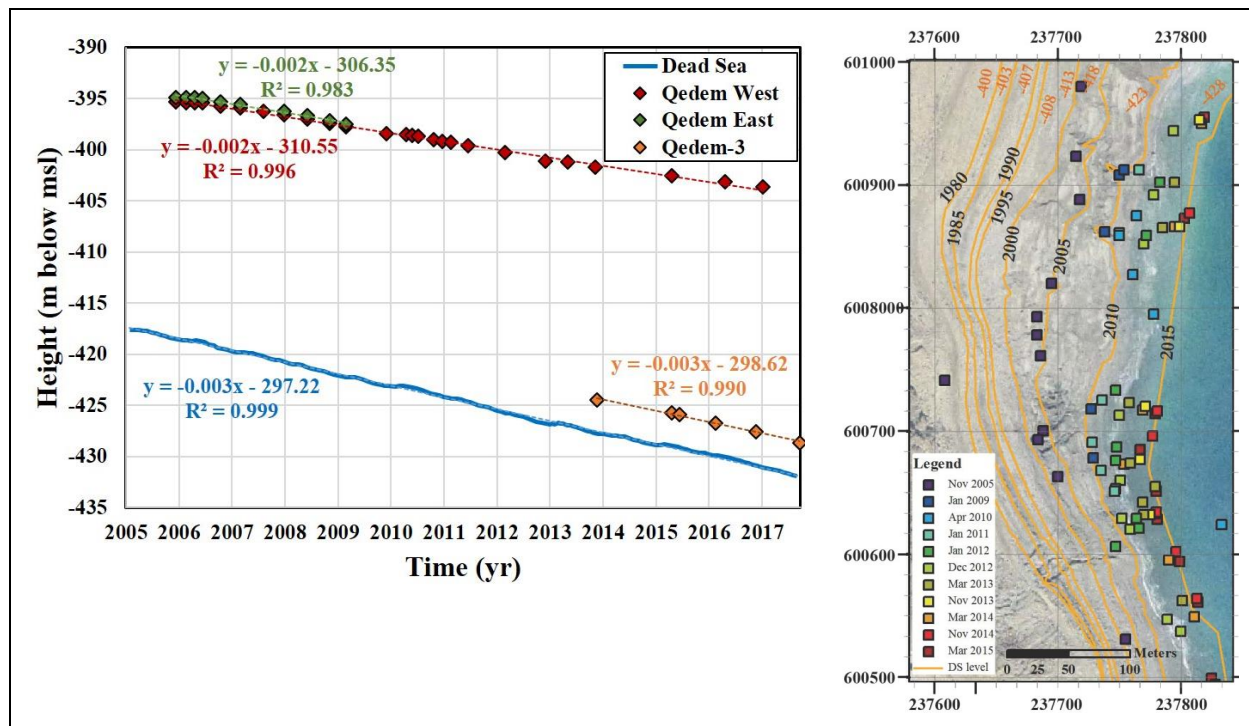 -390
-395
-400
-405
-410
-415
-420
-425
-430
-435
Height (m below msl)
2005 2006 2007 2008 2009 2010 2011 2012 2013 2014 2015 2016 2017
Time (yr)
y = -0.002x - 306.35
R² = 0.983
y = -0.002x - 310.55
R² = 0.996
y = -0.003x - 297.22
R² = 0.999
y = -0.003x - 298.62
R² = 0.990
Dead Sea
Qedem West
Qedem East
Qedem-3
237600 237700 237800
601000
600900
6008000
600700
600600
600500
-400
-403
-407
-408
-413
-418
-423
-428
1980
1985
1990
1995
2000
2005
2010
2015
Legend
Nov 2005
Jan 2009
Apr 2010
Jan 2011
Jan 2012
Dec 2012
Mar 2013
Nov 2013
Mar 2014
Nov 2014
Mar 2015
DS level
Meters
0 25 50 100
237600 237700 237800